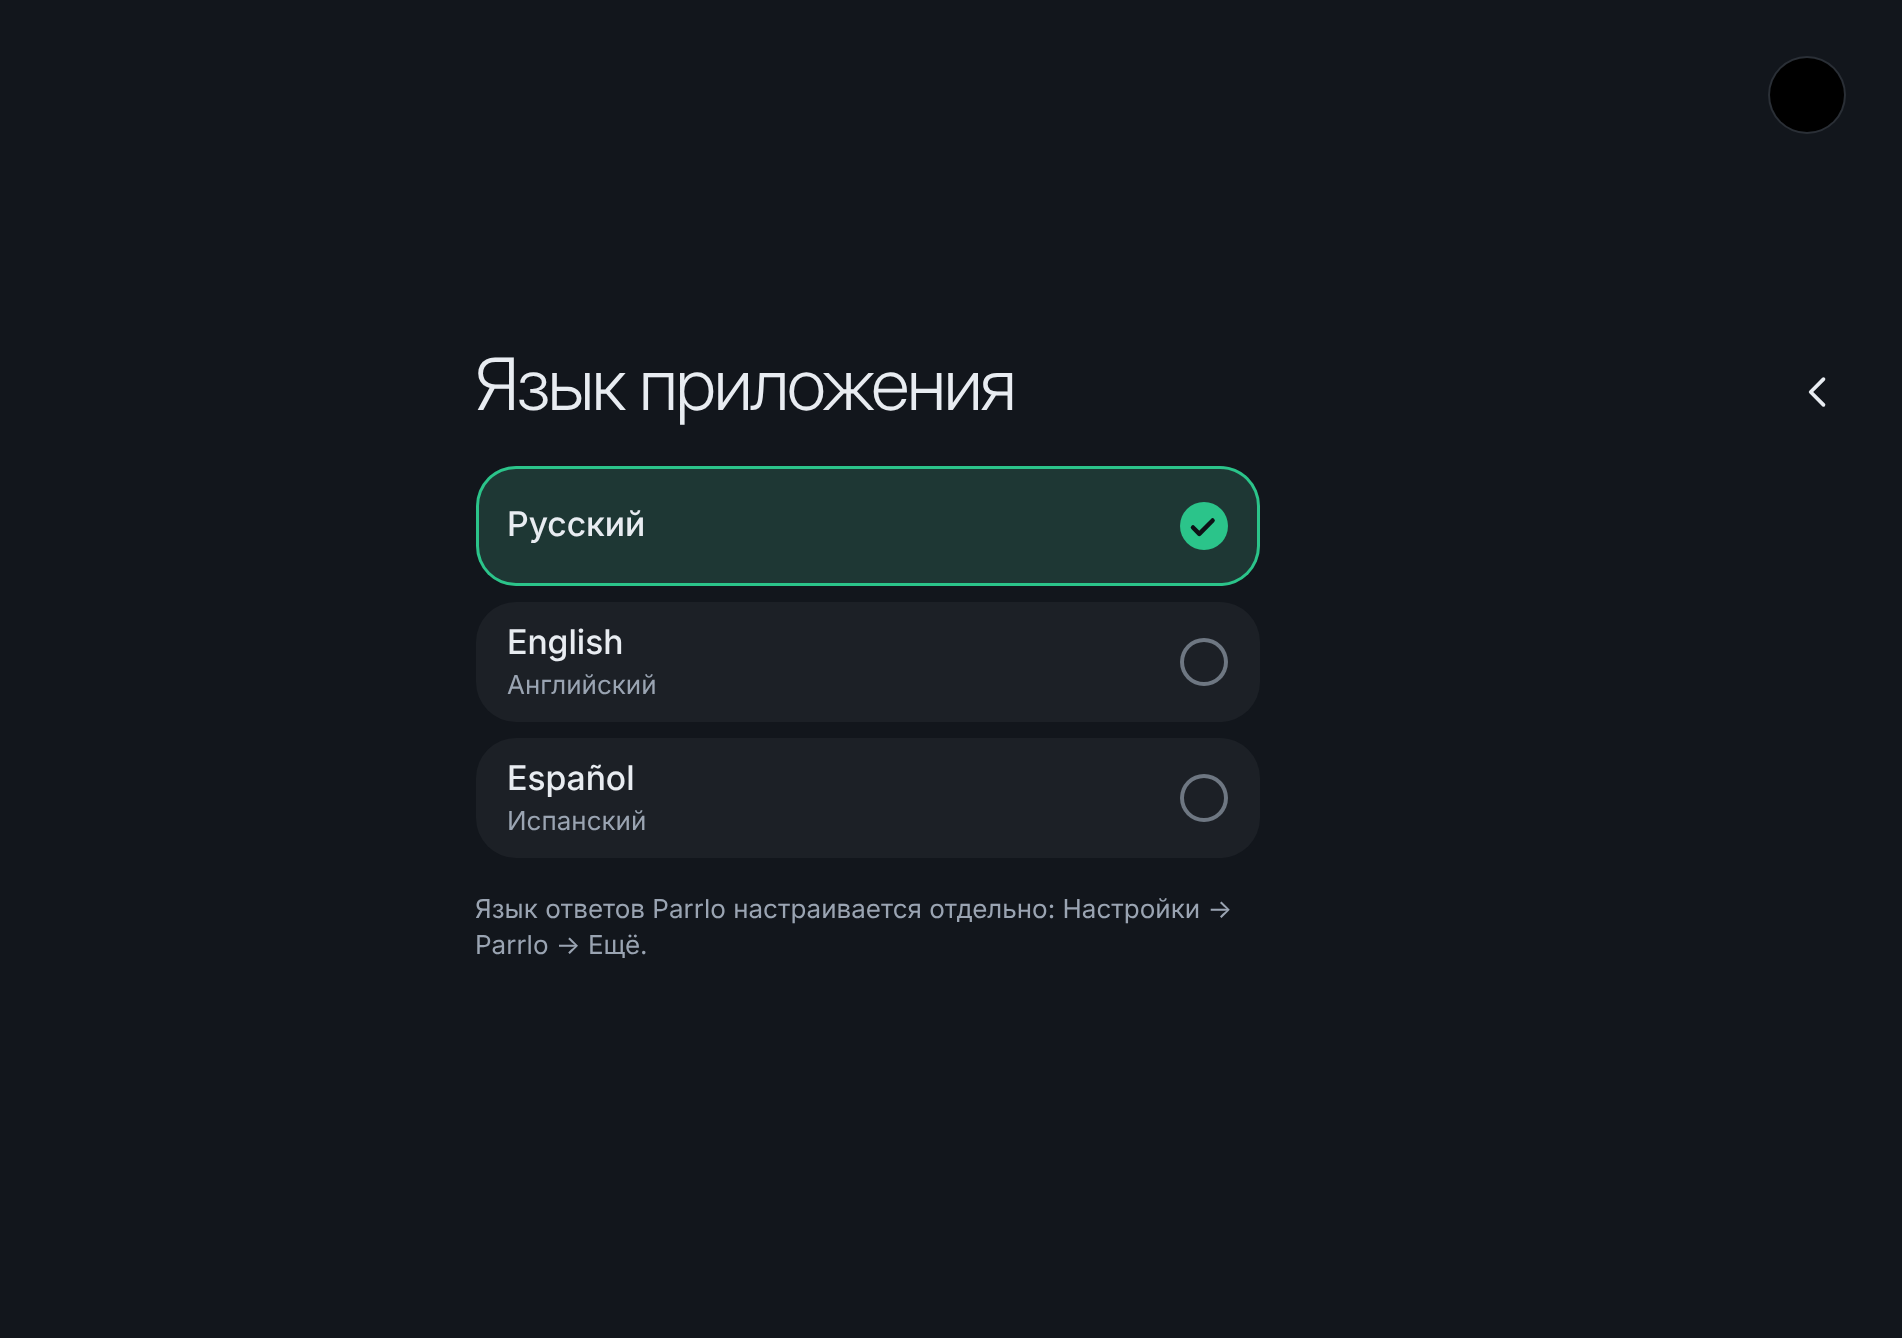 Язык приложения
Русский
English
Английский
Español
Испанский
Язык ответов Parrlo настраивается отдельно: Настройки →
Parrlo → Ещё.